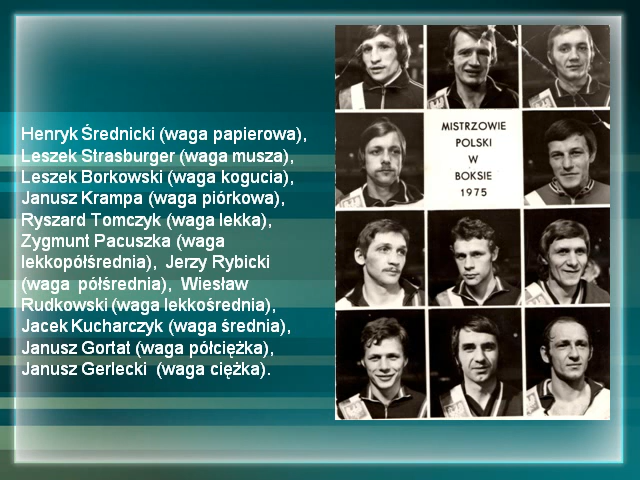 Henryk Średnicki (waga papierowa),
Leszek Strasburger (waga musza),
Leszek Borkowski (waga kogucia),
Janusz Krampa (waga piórkowa),
Ryszard Tomczyk (waga lekka),
Zygmunt Pacuszka (waga
lekkopółśrednia), Jerzy Rybicki
(waga półśrednia), Wiesław
Rudkowski (waga lekkośrednia),
Jacek Kucharczyk (waga średnia),
Janusz Gortat (waga półciężka),
Janusz Gerlecki (waga ciężka).
MISTRZOWIE
POLSKI
W
BOKSIE
1975